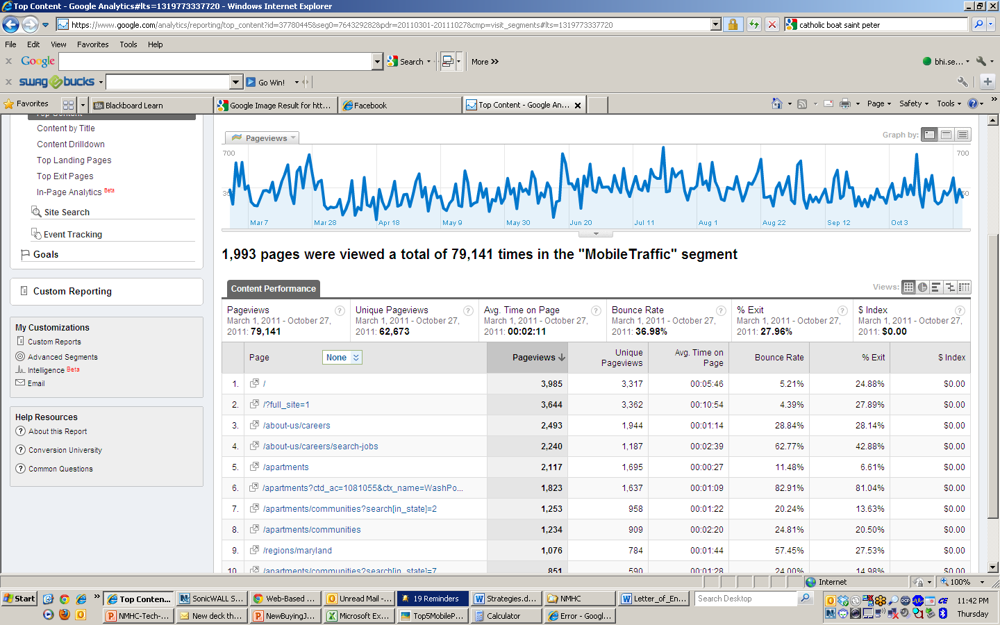 Top Content - Google Analytics#lts=1319773337720 - Windows Internet Explorer
https://www.google.com/analytics/reporting/top_content?id=37780445&seg0=764329282&pdr=20110301-20111027&cmp=visit_segments#lts=1319773337720
catholic boat saint peter
File Edit View Favorites Tools Help
x Google Search More »
bhi.se...
x swagbucks Go Win!
Favorites
Blackboard Learn
Google Image Result for htt...
Facebook
Top Content - Google An...
Page Safety Tools
Top Content
Content by Title
Content Drilldown
Top Landing Pages
Top Exit Pages
In-Page Analytics Beta
Site Search
Event Tracking
Goals
Custom Reporting
My Customizations
Custom Reports
Advanced Segments
Intelligence Beta
Email
Help Resources
About this Report
Conversion University
Common Questions
Pageviews
Graph by:
700 700
Mar 7 Mar 28 Apr 18 May 9 May 30 Jun 20 Jul 11 Aug 1 Aug 22 Sep 12 Oct 3
1,993 pages were viewed a total of 79,141 times in the "MobileTraffic" segment
Content Performance
Views:
Pageviews Unique Pageviews Avg. Time on Page Bounce Rate % Exit $ Index
March 1, 2011 - October 27, March 1, 2011 - October 27, March 1, 2011 - October 27, March 1, 2011 - October 27, March 1, 2011 - October 27, March 1, 2011 - October 27,
2011: 79,141 2011: 62,673 2011: 00:02:11 2011: 36.98% 2011: 27.96% 2011: $0.00
Page None Pageviews Unique Pageviews Avg. Time on Page Bounce Rate % Exit $ Index
1. / 3,985 3,317 00:05:46 5.21% 24.88% $0.00
2. /?full_site=1 3,644 3,362 00:10:54 4.39% 27.89% $0.00
3. /about-us/careers 2,493 1,944 00:01:14 28.84% 28.14% $0.00
4. /about-us/careers/search-jobs 2,240 1,187 00:02:39 62.77% 42.88% $0.00
5. /apartments 2,117 1,695 00:00:27 11.48% 6.61% $0.00
6. /apartments?ctd_ac=1081055&ctx_name=WashPo... 1,823 1,637 00:01:09 82.91% 81.04% $0.00
7. /apartments/communities?search[in_state]=2 1,253 958 00:01:22 20.24% 13.63% $0.00
8. /apartments/communities 1,234 909 00:02:20 24.81% 20.50% $0.00
9. /regions/maryland 1,076 784 00:01:44 57.45% 27.53% $0.00
10. /apartments/communities?search[in_state]=7 851 590 00:01:28 24.00% 14.98% $0.00
Internet 100%
Start Top Conten... SonicWALL S... Web-Based ... Unread Mail -... 19 Reminders Strategies.d... NMHC Letter_of_En... Search Desktop 11:42 PM
NMHC-Tech-... New deck th... NewBuyingJ... Microsoft Ex... Top5MobileP... Calculator Error - Googl... Thursday